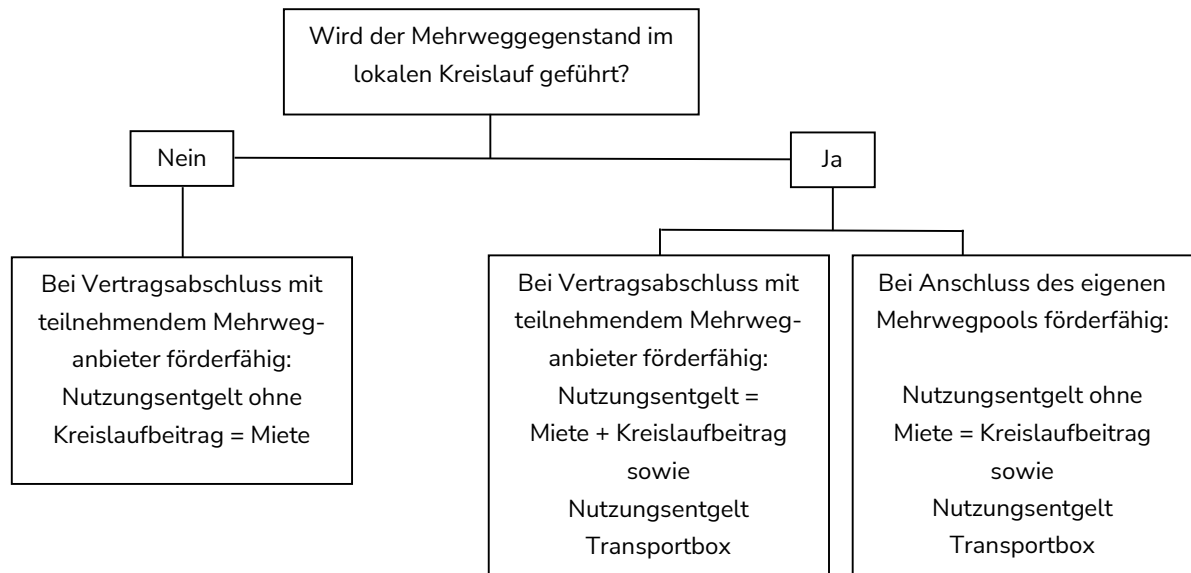 Wird der Mehrweggegenstand im
lokalen Kreislauf geführt?
Nein
Ja
Bei Vertragsabschluss mit
teilnehmendem Mehrweg-
anbieter förderfähig:
Nutzungsentgelt ohne
Kreislaufbeitrag = Miete
Bei Vertragsabschluss mit
teilnehmendem Mehrweg-
anbieter förderfähig:
Nutzungsentgelt =
Miete + Kreislaufbeitrag
sowie
Nutzungsentgelt
Transportbox
Bei Anschluss des eigenen
Mehrwegpools förderfähig:
Nutzungsentgelt ohne
Miete = Kreislaufbeitrag
sowie
Nutzungsentgelt
Transportbox